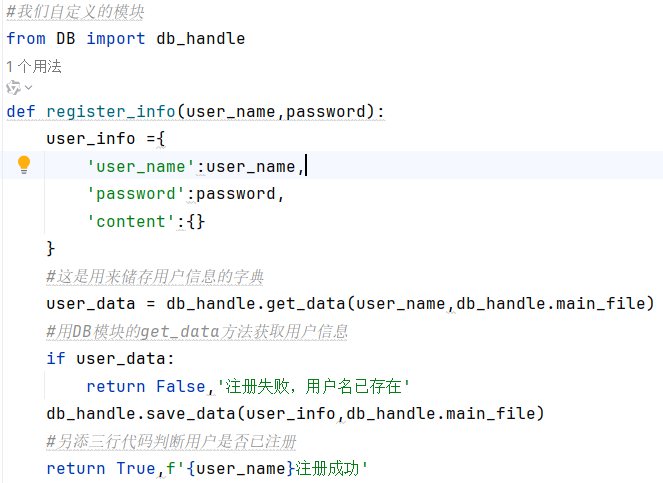 #我们自定义的模块
from DB import db_handle
1 个用法
def register_info(user_name,password):
    user_info ={
        'user_name':user_name,
        'password':password,
        'content':{}
    }
    #这是用来储存用户信息的字典
    user_data = db_handle.get_data(user_name,db_handle.main_file)
    #用DB模块的get_data方法获取用户信息
    if user_data:
        return False,'注册失败，用户名已存在'
    db_handle.save_data(user_info,db_handle.main_file)
    #另添三行代码判断用户是否已注册
    return True,f'{user_name}注册成功'